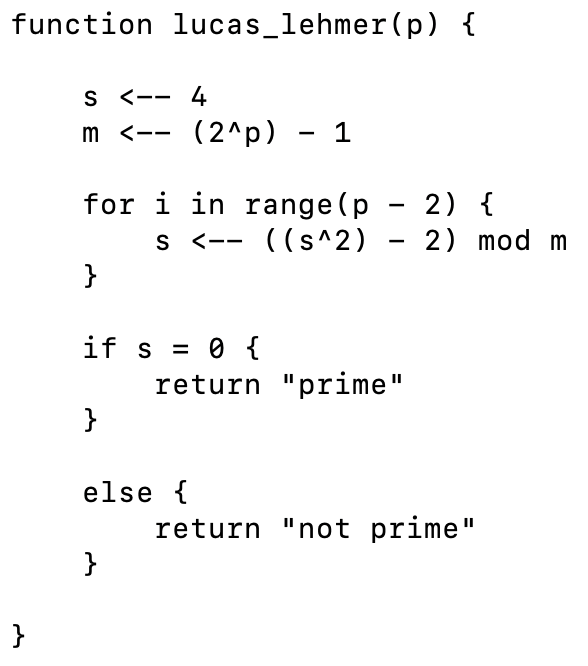 function lucas_lehmer(p) {
s <-- 4
m <-- (2^p) - 1
for i in range(p - 2) {
s <-- ((s^2) - 2) mod m
}
if s = 0 {
return "prime"
}
else {
return "not prime"
}
}